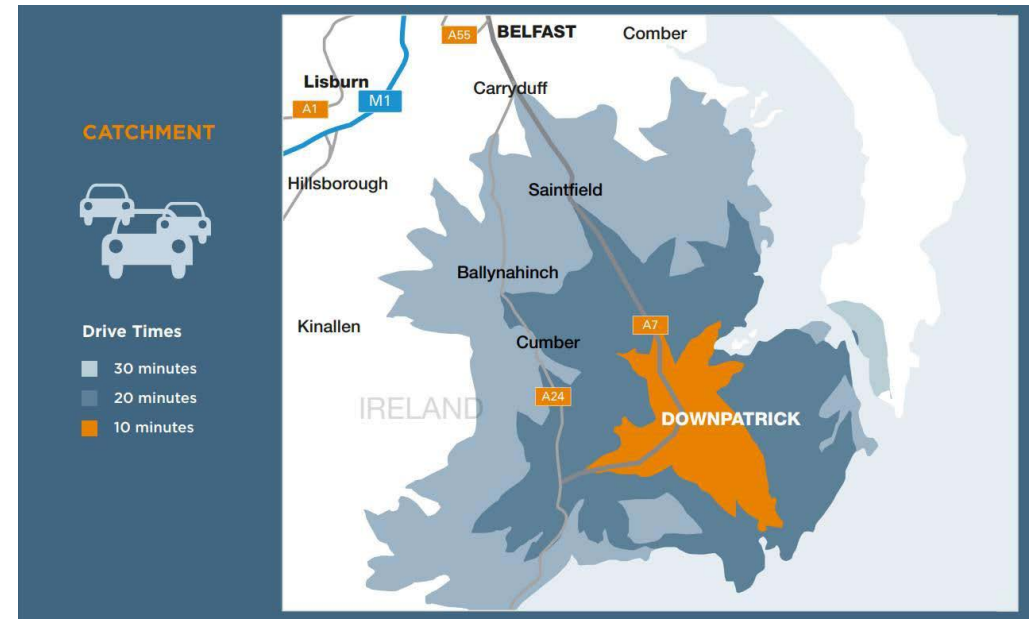 CATCHMENT
Drive Times
30 minutes
20 minutes
10 minutes
A55
BELFAST
Comber
Lisburn
A1
M1
Carryduff
Hillsborough
Saintfield
Ballynahinch
Kinallen
A7
Cumber
A24
IRELAND
DOWNPATRICK